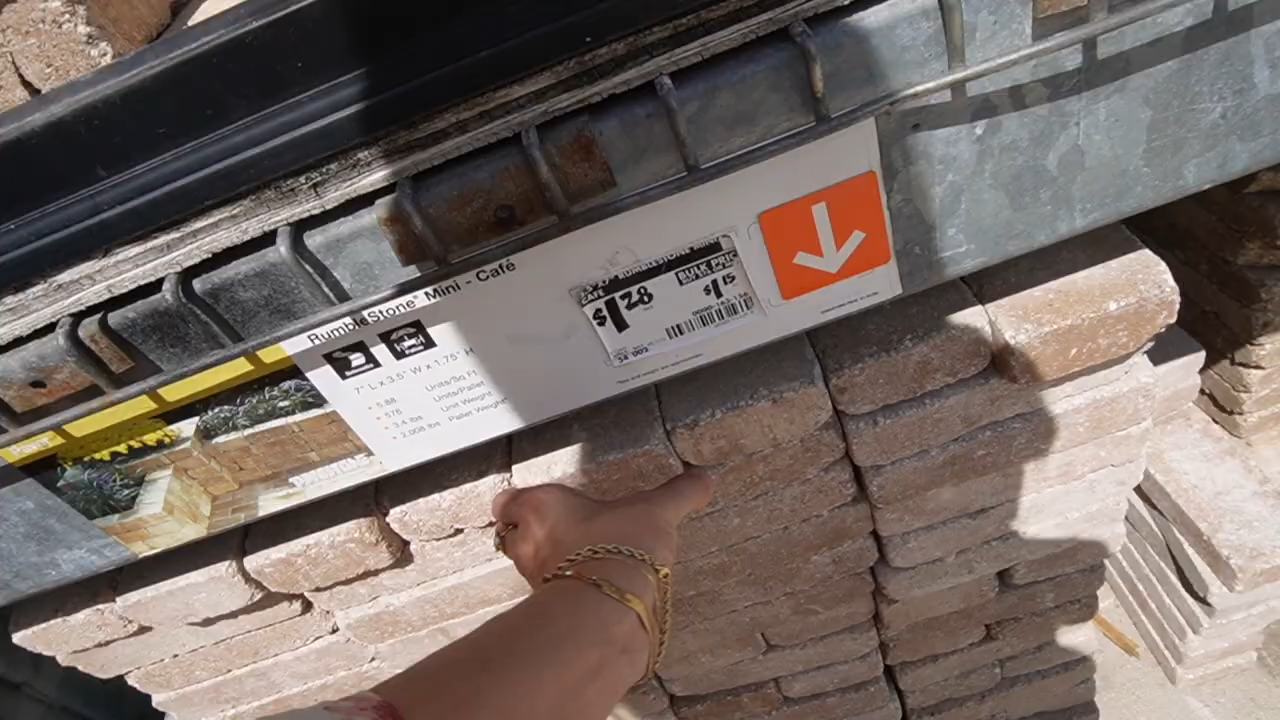 RumbleStone® Mini - Café
7" L x 3.5" W x 1.75" H
• 5.88 Units/Sq Ft
• 576 Units/Pallet
• 3.4 lbs Unit Weight*
• 2,008 lbs Pallet Weight*
Paver
RUMBLESTONE MINI
CAFE
$1 28
BULK PRICE
$1 15